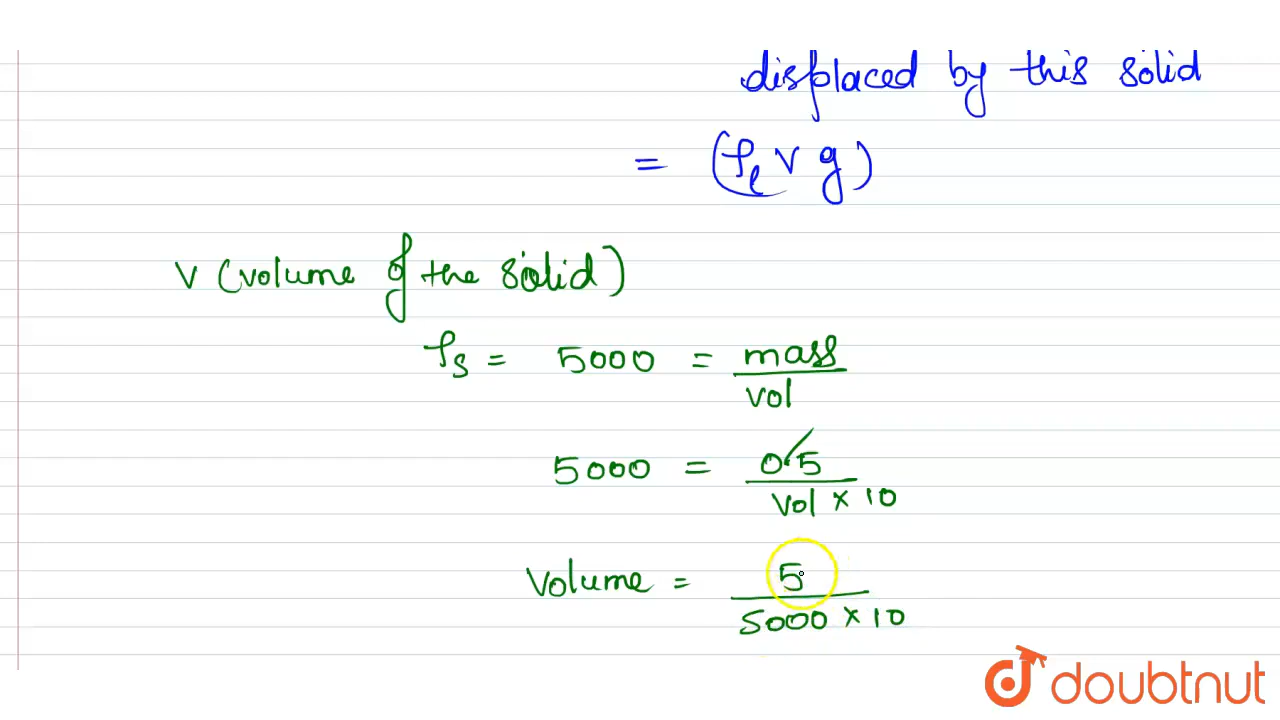 displaced by this solid
= (ρₗ v g)
v (volume of the solid)
ρₛ = 5000 = mass / vol
5000 = 0.5 / vol × 10
Volume = 5 / 5000 × 10
doubtnut